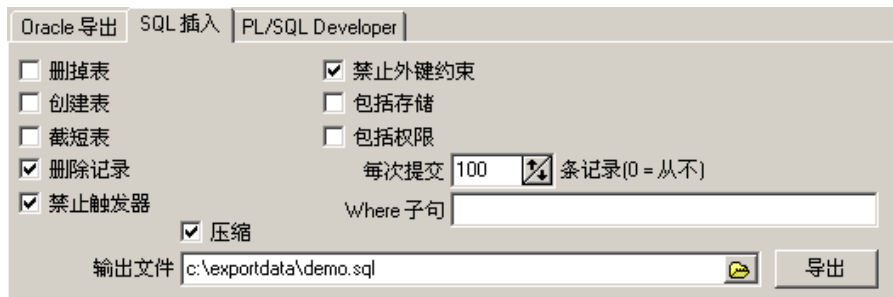 Oracle 导出 SQL 插入 PL/SQL Developer
删掉表 禁止外键约束
创建表 包括存储
截短表 包括权限
删除记录 每次提交 100 条记录(0 = 从不)
禁止触发器 Where 子句
压缩
输出文件 c:\exportdata\demo.sql 导出